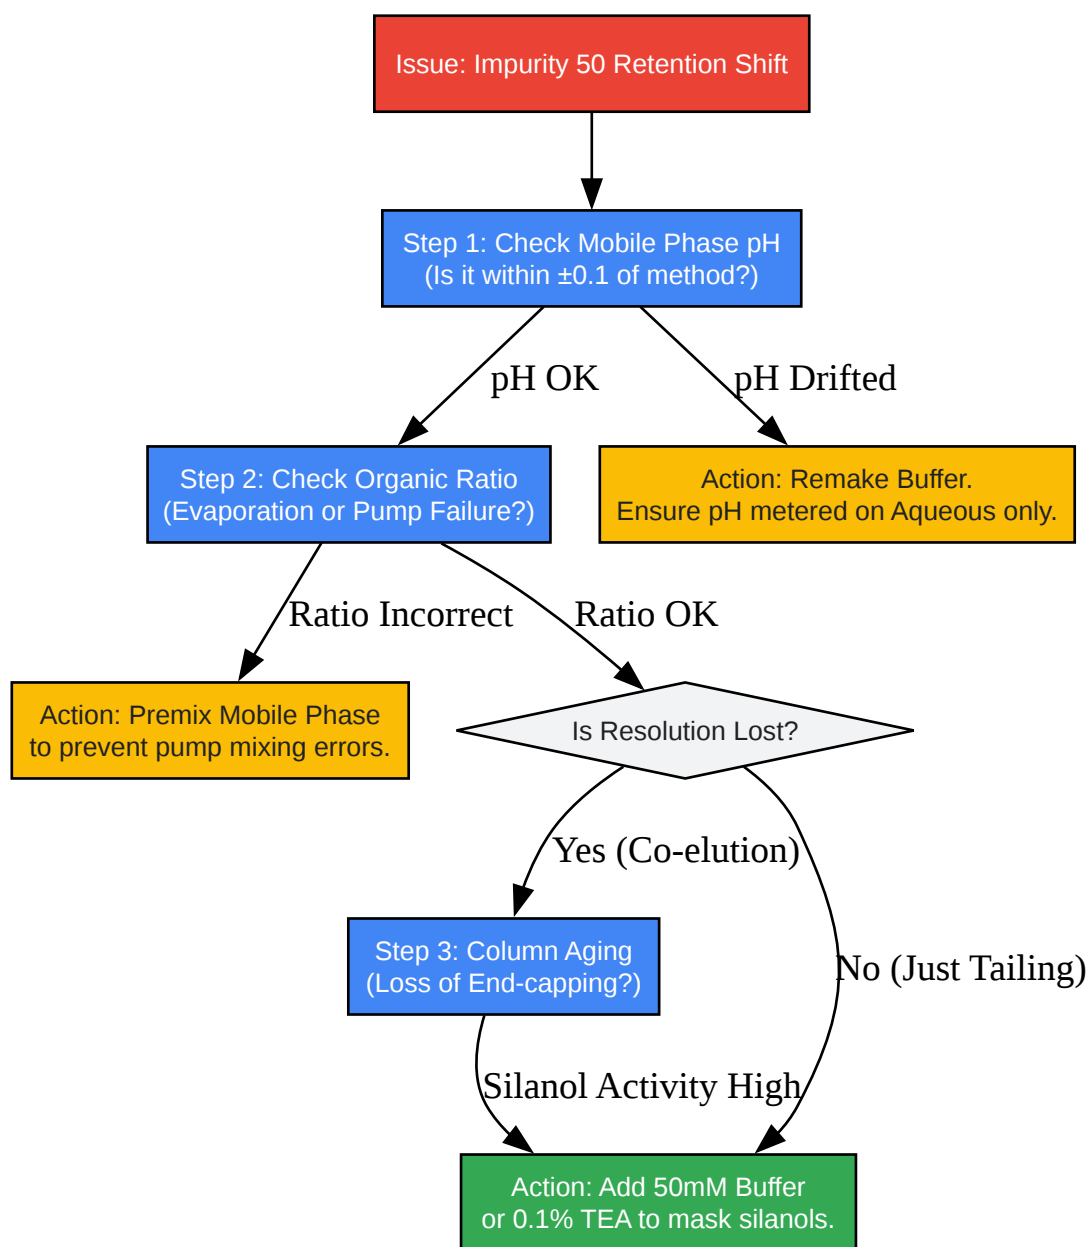 Issue: Impurity 50 Retention Shift
Step 1: Check Mobile Phase pH
(Is it within ±0.1 of method?)
pH OK
pH Drifted
Step 2: Check Organic Ratio
(Evaporation or Pump Failure?)
Action: Remake Buffer.
Ensure pH metered on Aqueous only.
Ratio Incorrect
Ratio OK
Action: Premix Mobile Phase
to prevent pump mixing errors.
Is Resolution Lost?
Yes (Co-elution)
Step 3: Column Aging
(Loss of End-capping?)
No (Just Tailing)
Silanol Activity High
Action: Add 50mM Buffer
or 0.1% TEA to mask silanols.